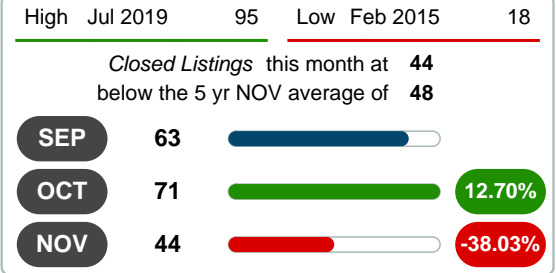 High Jul 2019 95 Low Feb 2015 18
Closed Listings this month at 44
below the 5 yr NOV average of 48
SEP 63
OCT 71 12.70%
NOV 44 -38.03%